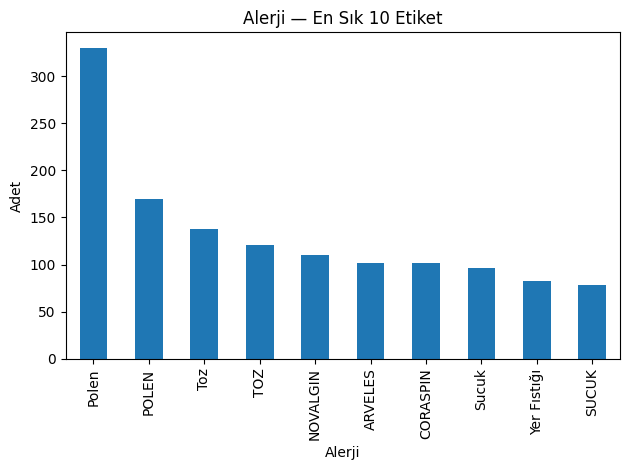 Alerji — En Sık 10 Etiket
Adet
300
250
200
150
100
50
0
Polen
POLEN
Toz
TOZ
NOVALGIN
ARVELES
CORASPIN
Sucuk
Yer Fıstığı
SUCUK
Alerji